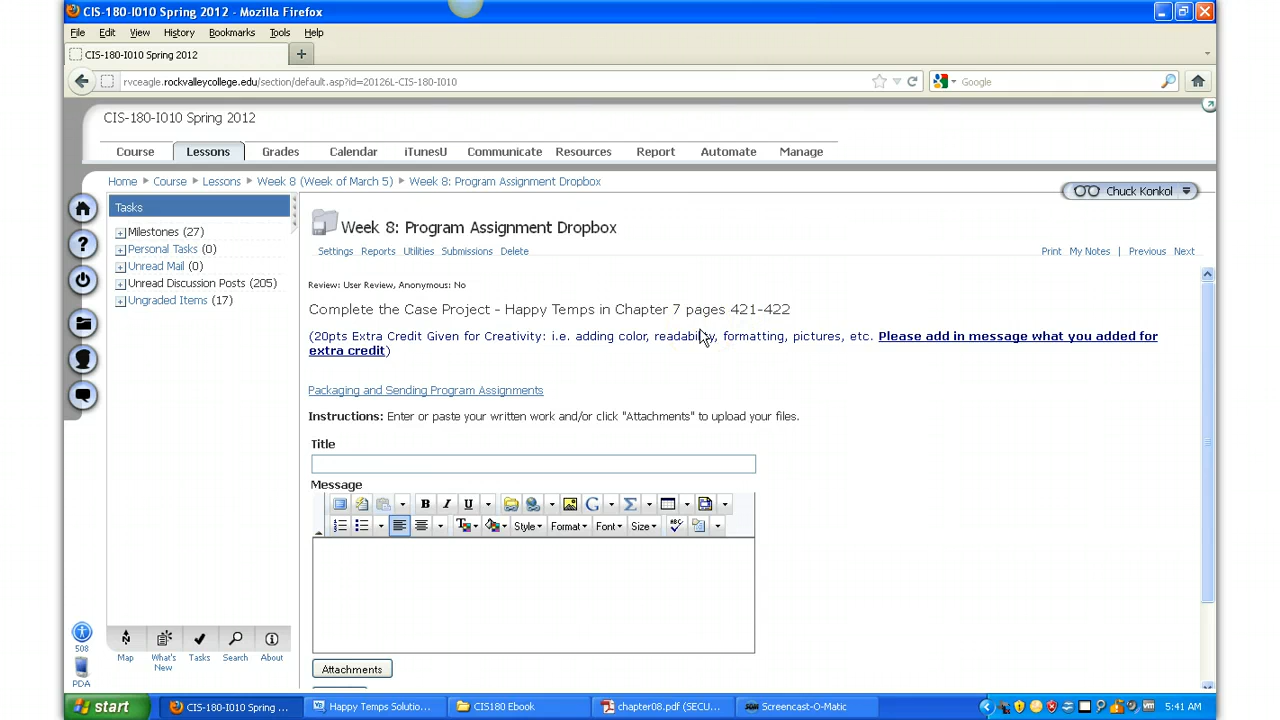 CIS-180-I010 Spring 2012 - Mozilla Firefox
File Edit View History Bookmarks Tools Help
CIS-180-I010 Spring 2012
rvceagle.rockvalleycollege.edu/section/default.asp?id=20126L-CIS-180-I010
Google
CIS-180-I010 Spring 2012
Course Lessons Grades Calendar iTunesU Communicate Resources Report Automate Manage
Home Course Lessons Week 8 (Week of March 5) Week 8: Program Assignment Dropbox
Chuck Konkol
Tasks
Milestones (27)
Personal Tasks (0)
Unread Mail (0)
Unread Discussion Posts (205)
Ungraded Items (17)
Week 8: Program Assignment Dropbox
Settings Reports Utilities Submissions Delete
Print My Notes | Previous Next
Review: User Review, Anonymous: No
Complete the Case Project - Happy Temps in Chapter 7 pages 421-422
(20pts Extra Credit Given for Creativity: i.e. adding color, readability, formatting, pictures, etc. Please add in message what you added for
extra credit)
Packaging and Sending Program Assignments
Instructions: Enter or paste your written work and/or click "Attachments" to upload your files.
Title
Message
B I U
Style Format Font Size
ABC
Attachments
508
PDA
Map What's New Tasks Search About
start CIS-180-I010 Spring ... Happy Temps Solutio... CIS180 Ebook chapter08.pdf (SECU... Screencast-O-Matic 5:41 AM